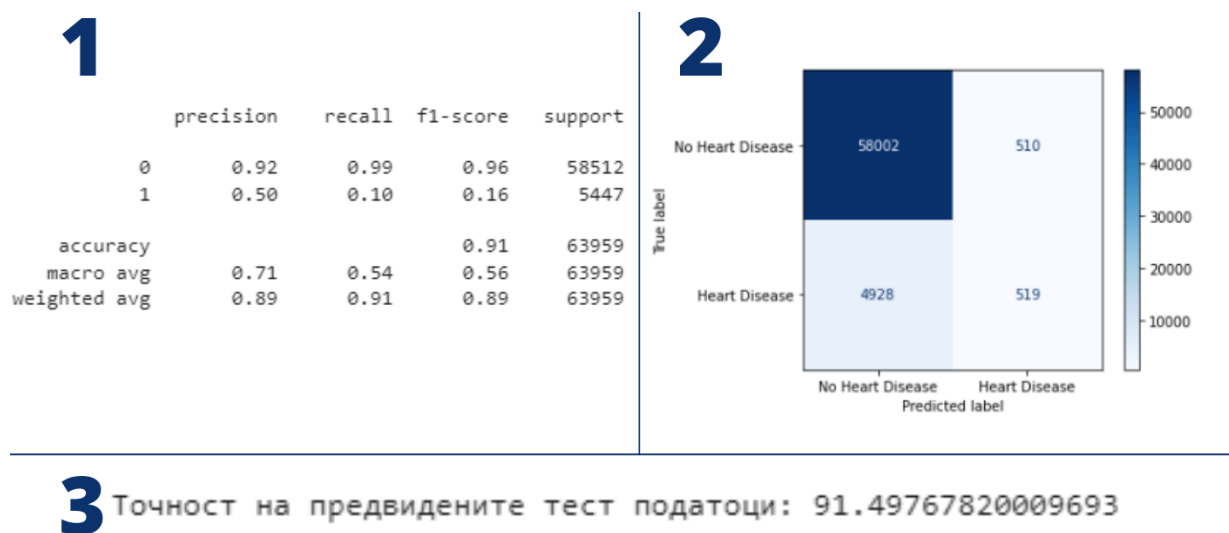 1
precision recall f1-score support
0 0.92 0.99 0.96 58512
1 0.50 0.10 0.16 5447
accuracy 0.91 63959
macro avg 0.71 0.54 0.56 63959
weighted avg 0.89 0.91 0.89 63959
2
True label
No Heart Disease 58002 510
Heart Disease 4928 519
No Heart Disease Heart Disease
Predicted label
50000
40000
30000
20000
10000
3 Точност на предвидените тест податоци: 91.49767820009693